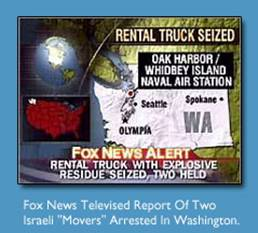 RENTAL TRUCK SEIZED
OAK HARBOR /
WHIDBEY ISLAND
NAVAL AIR STATION
Seattle
Spokane
OLYMPIA
WA
FOX NEWS ALERT
RENTAL TRUCK WITH EXPLOSIVE
RESIDUE SEIZED, TWO HELD
Fox News Televised Report Of Two
Israeli "Movers" Arrested In Washington.